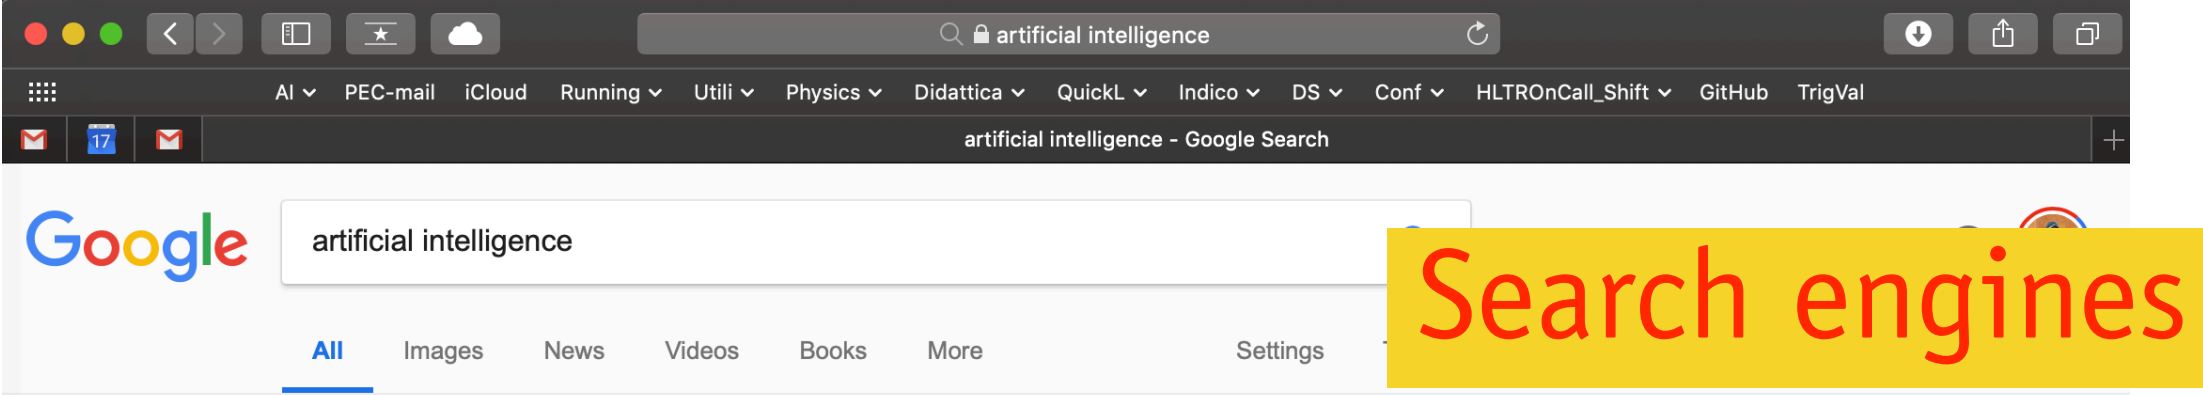 artificial intelligence
AI PEC-mail iCloud Running Utili Physics Didattica QuickL Indico DS Conf HLTROnCall_Shift GitHub TrigVal
17 artificial intelligence - Google Search
Google artificial intelligence
Search engines
All Images News Videos Books More Settings